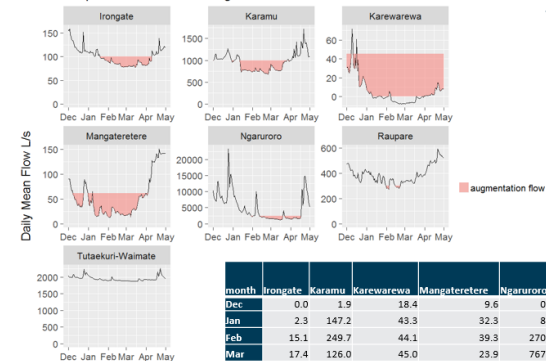 Irongate
Karamu
Karewarewa
150
100
50
0
1500
1000
500
0
60
40
20
0
Dec Jan Feb Mar Apr May
Dec Jan Feb Mar Apr May
Dec Jan Feb Mar Apr May
Daily Mean Flow L/s
Mangateretere
Ngaruroro
Raupare
150
100
50
0
20000
15000
10000
5000
0
600
400
200
0
augmentation flow
Dec Jan Feb Mar Apr May
Dec Jan Feb Mar Apr May
Dec Jan Feb Mar Apr May
Tutaekuri-Waimate
2000
1500
1000
500
0
Dec Jan Feb Mar Apr May
month Irongate Karamu Karewarewa Mangateretere Ngaruroro
Dec 0.0 1.9 18.4 9.6
Jan 2.3 147.2 43.3 32.3
Feb 15.1 249.7 44.1 39.3 270
Mar 17.4 126.0 45.0 23.9 767